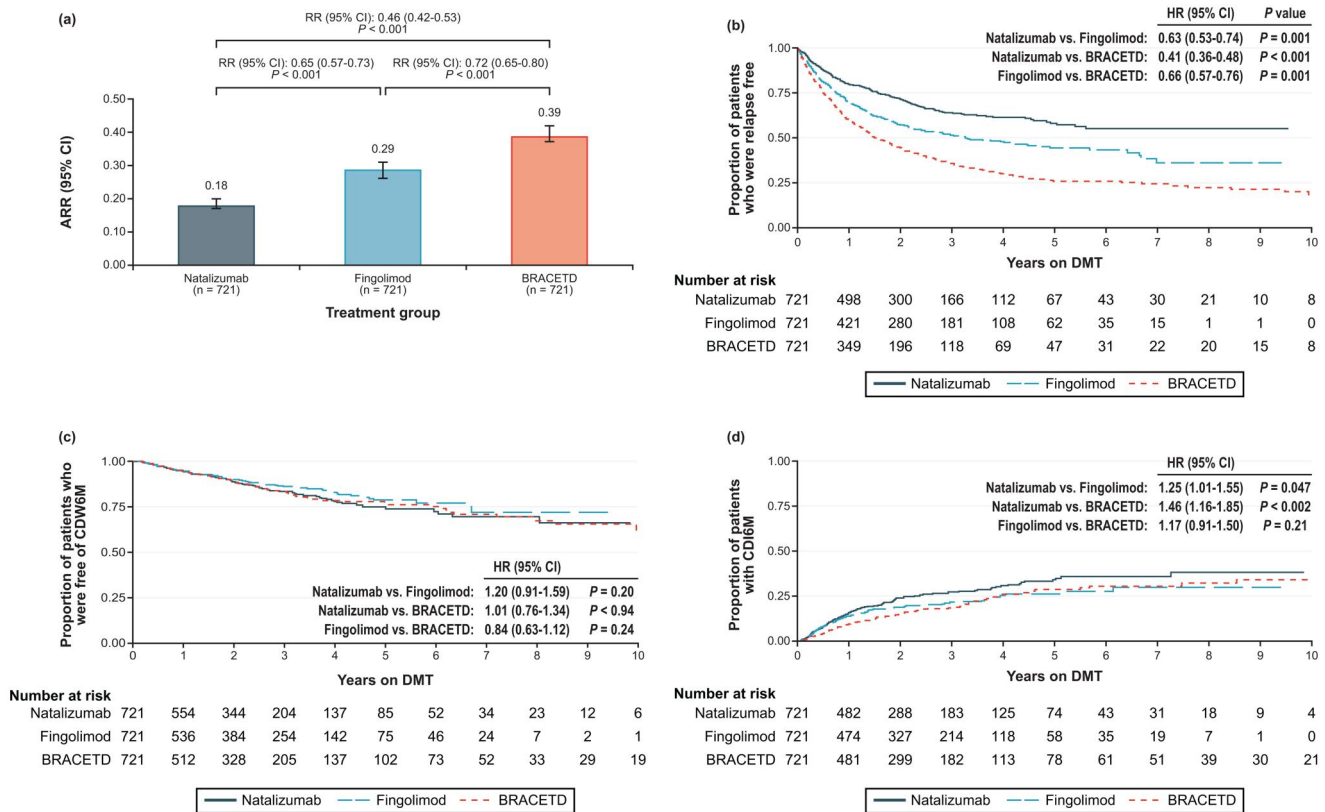 (a)
RR (95% CI): 0.46 (0.42-0.53)
P < 0.001
RR (95% CI): 0.65 (0.57-0.73) RR (95% CI): 0.72 (0.65-0.80)
P < 0.001 P < 0.001
ARR (95% CI)
0.50
0.40
0.30
0.20
0.10
0.00
0.18
0.29
0.39
Natalizumab Fingolimod BRACETD
(n = 721) (n = 721) (n = 721)
Treatment group
(b)
HR (95% CI) P value
Natalizumab vs. Fingolimod: 0.63 (0.53-0.74) P = 0.001
Natalizumab vs. BRACETD: 0.41 (0.36-0.48) P < 0.001
Fingolimod vs. BRACETD: 0.66 (0.57-0.76) P = 0.001
Proportion of patients
who were relapse free
1.00
0.75
0.50
0.25
0.00
0 1 2 3 4 5 6 7 8 9 10
Years on DMT
Number at risk
Natalizumab 721 498 300 166 112 67 43 30 21 10 8
Fingolimod 721 421 280 181 108 62 35 15 1 1 0
BRACETD 721 349 196 118 69 47 31 22 20 15 8
Natalizumab Fingolimod BRACETD
(c)
Proportion of patients who
were free of CDW6M
1.00
0.75
0.50
0.25
0.00
HR (95% CI)
Natalizumab vs. Fingolimod: 1.20 (0.91-1.59) P = 0.20
Natalizumab vs. BRACETD: 1.01 (0.76-1.34) P < 0.94
Fingolimod vs. BRACETD: 0.84 (0.63-1.12) P = 0.24
0 1 2 3 4 5 6 7 8 9 10
Years on DMT
Number at risk
Natalizumab 721 554 344 204 137 85 52 34 23 12 6
Fingolimod 721 536 384 254 142 75 46 24 7 2 1
BRACETD 721 512 328 205 137 102 73 52 33 29 19
Natalizumab Fingolimod BRACETD
(d)
HR (95% CI)
Natalizumab vs. Fingolimod: 1.25 (1.01-1.55) P = 0.047
Natalizumab vs. BRACETD: 1.46 (1.16-1.85) P < 0.002
Fingolimod vs. BRACETD: 1.17 (0.91-1.50) P = 0.21
Proportion of patients
with CDI6M
1.00
0.75
0.50
0.25
0.00
0 1 2 3 4 5 6 7 8 9 10
Years on DMT
Number at risk
Natalizumab 721 482 288 183 125 74 43 31 18 9 4
Fingolimod 721 474 327 214 118 58 35 19 7 1 0
BRACETD 721 481 299 182 113 78 61 51 39 30 21
Natalizumab Fingolimod BRACETD